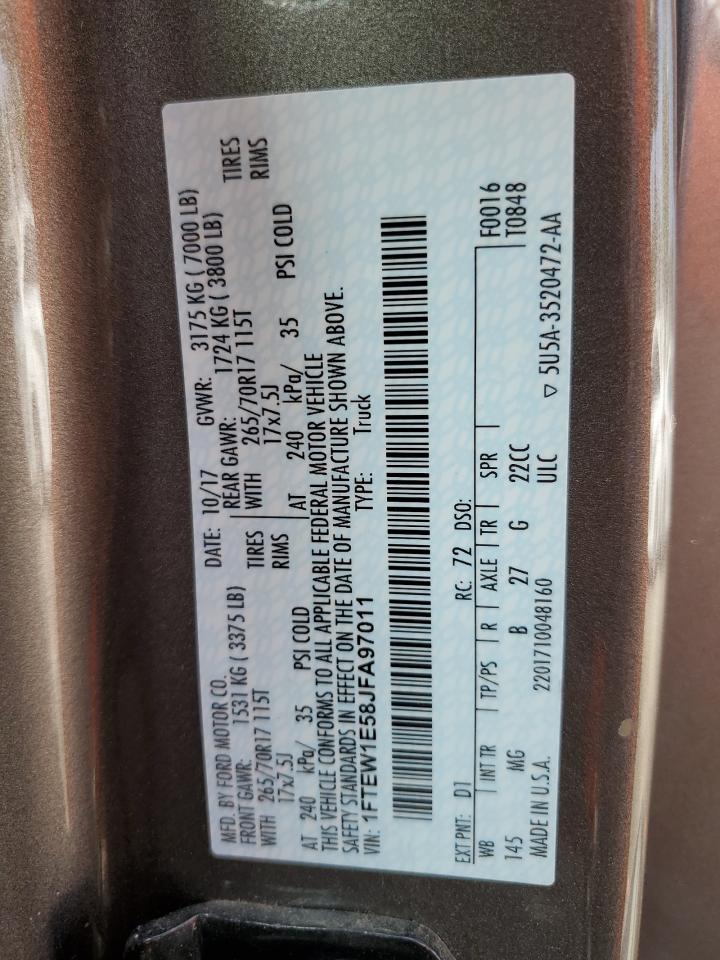 MFD. BY FORD MOTOR CO. DATE: 10/17 GVWR: 3175 KG ( 7000 LB)
FRONT GAWR: 1531 KG ( 3375 LB) REAR GAWR: 1724 KG ( 3800 LB)
WITH 265/70R17 115T TIRES WITH 265/70R17 115T TIRES
17x7.5J RIMS 17x7.5J RIMS
AT 240 kPa/ 35 PSI COLD AT 240 kPa/ 35 PSI COLD
THIS VEHICLE CONFORMS TO ALL APPLICABLE FEDERAL MOTOR VEHICLE
SAFETY STANDARDS IN EFFECT ON THE DATE OF MANUFACTURE SHOWN ABOVE.
VIN: 1FTEW1E58JFA97011 TYPE: Truck
EXT PNT: D1 RC: 72 DSO:
WB INT TR TP/PS R AXLE TR SPR F0016
145 MG B 27 G 22CC T0848
MADE IN U.S.A. 2201710048160 ULC ▽ 5U5A-3520472-AA